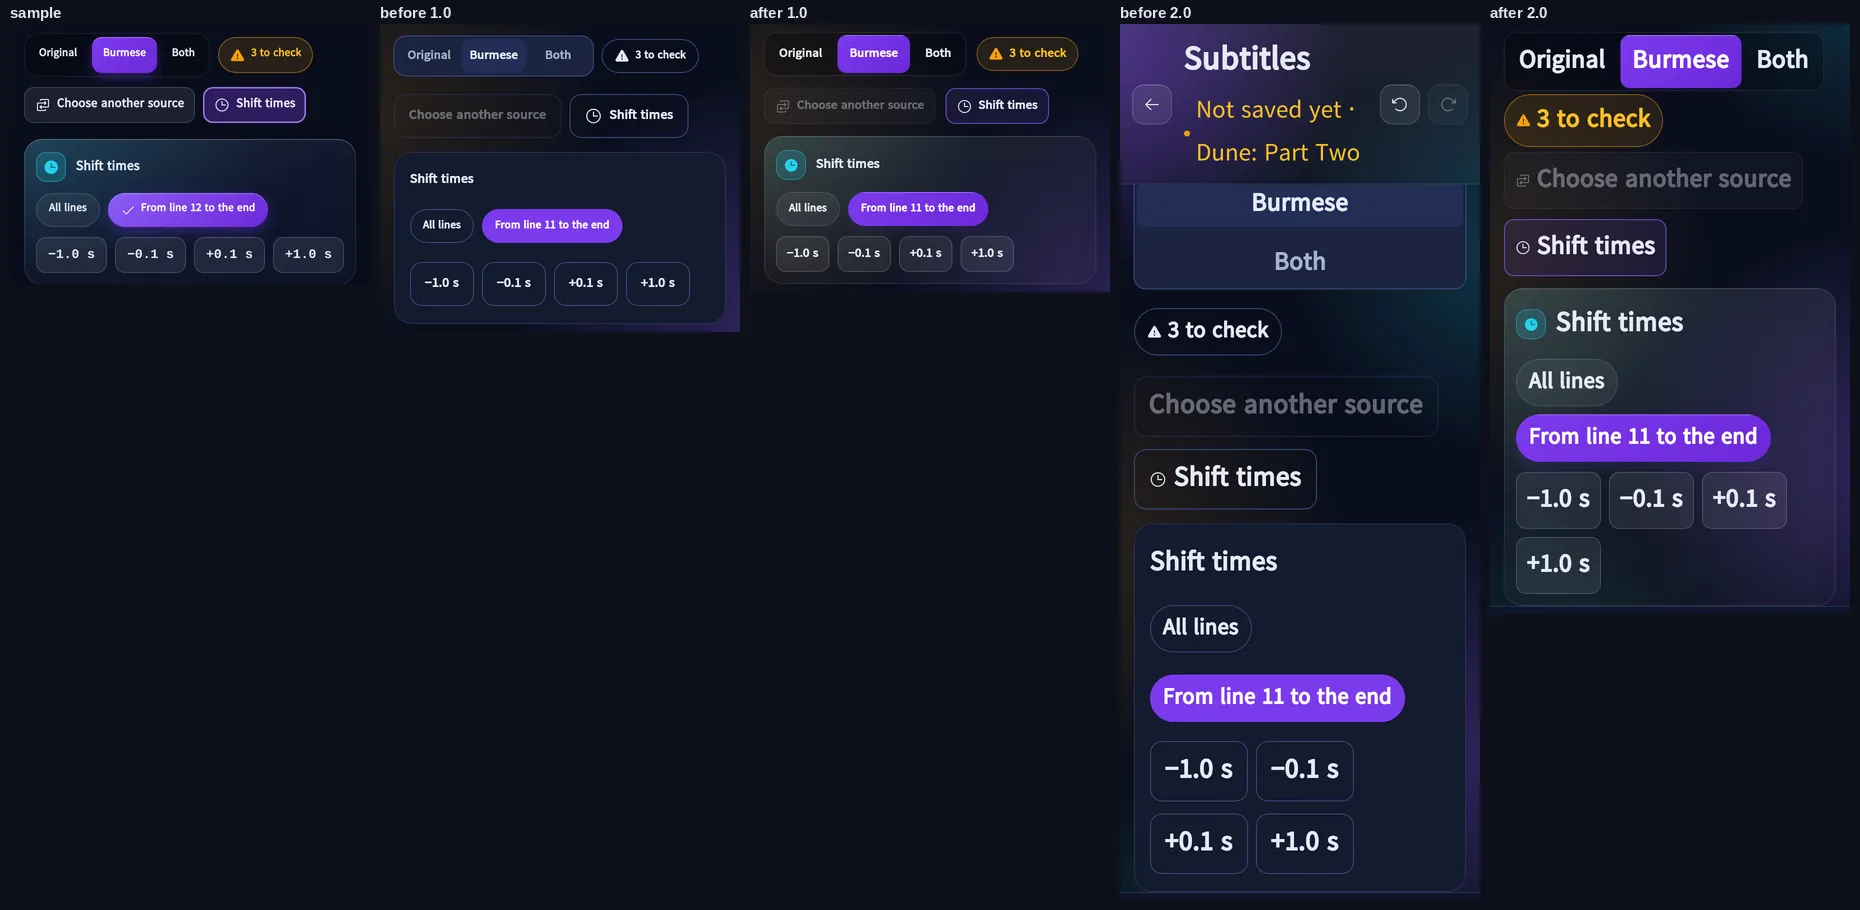 sample
Original Burmese Both 3 to check
Choose another source Shift times
Shift times
All lines From line 12 to the end
−1.0 s −0.1 s +0.1 s +1.0 s
before 1.0
Original Burmese Both 3 to check
Choose another source Shift times
Shift times
All lines From line 11 to the end
−1.0 s −0.1 s +0.1 s +1.0 s
after 1.0
Original Burmese Both 3 to check
Choose another source Shift times
Shift times
All lines From line 11 to the end
−1.0 s −0.1 s +0.1 s +1.0 s
before 2.0
Subtitles
Not saved yet ·
Dune: Part Two
Burmese
Both
3 to check
Choose another source
Shift times
Shift times
All lines
From line 11 to the end
−1.0 s −0.1 s
+0.1 s +1.0 s
after 2.0
Original Burmese Both
3 to check
Choose another source
Shift times
Shift times
All lines
From line 11 to the end
−1.0 s −0.1 s +0.1 s
+1.0 s